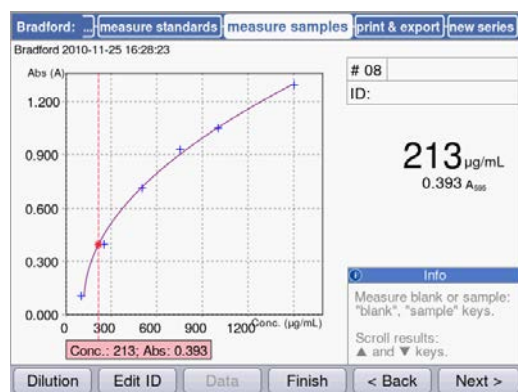 Bradford: ... measure standards measure samples print & export new series
Bradford 2010-11-25 16:28:23
Abs (A)
1.200
0.900
0.600
0.300
0.000
0 300 600 900 1200 Conc. (µg/mL)
Conc.: 213; Abs: 0.393
# 08
ID:
213 µg/mL
0.393 A595
Info
Measure blank or sample:
"blank", "sample" keys.
Scroll results:
▲ and ▼ keys.
Dilution Edit ID Data Finish < Back Next >